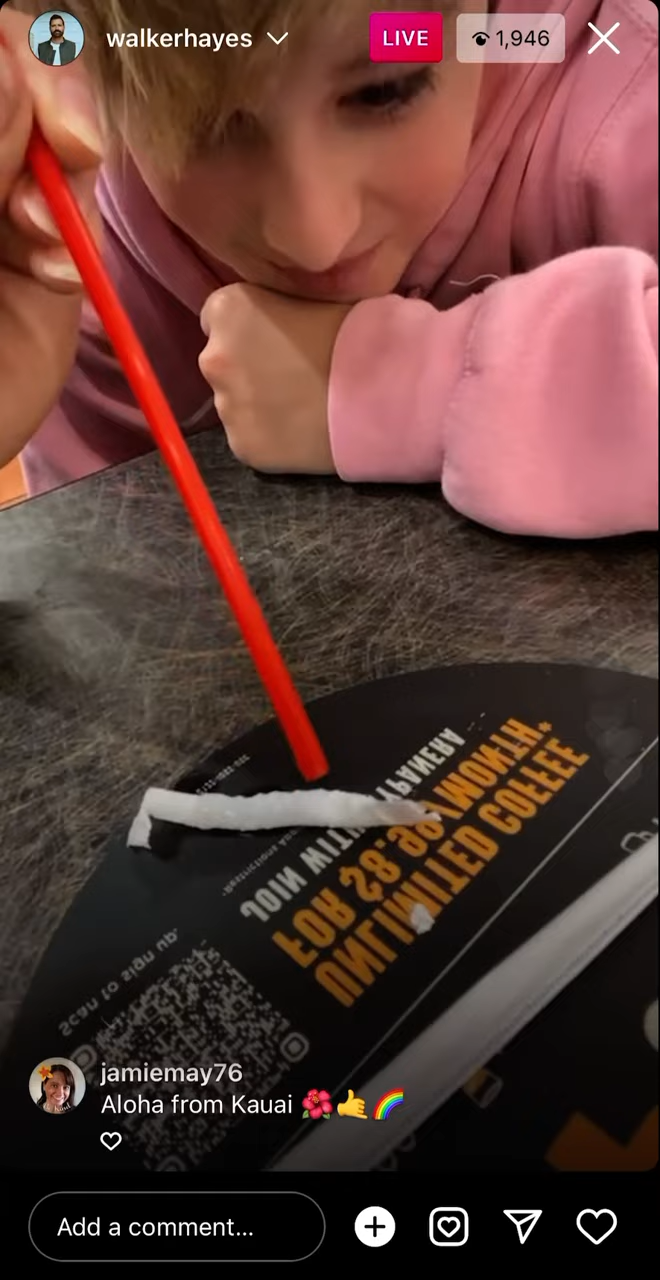 walkerhayes
LIVE
1,946
UNLIMITED COFFEE
FOR $8.99/MONTH.*
JOIN WITH
Scan to sign up.
jamiemay76
Aloha from Kauai 🌺🤙🌈
Add a comment...